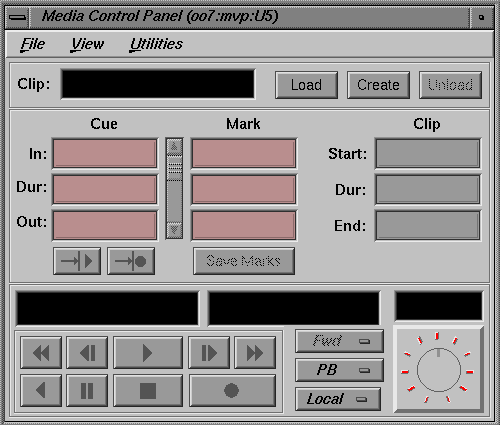 Media Control Panel (oo7:mvp:U5)
File View Utilities
Clip: Load Create Unload
Cue Mark Clip
In: Start:
Dur: Dur:
Out: End:
Save Marks
Fwd
PB
Local